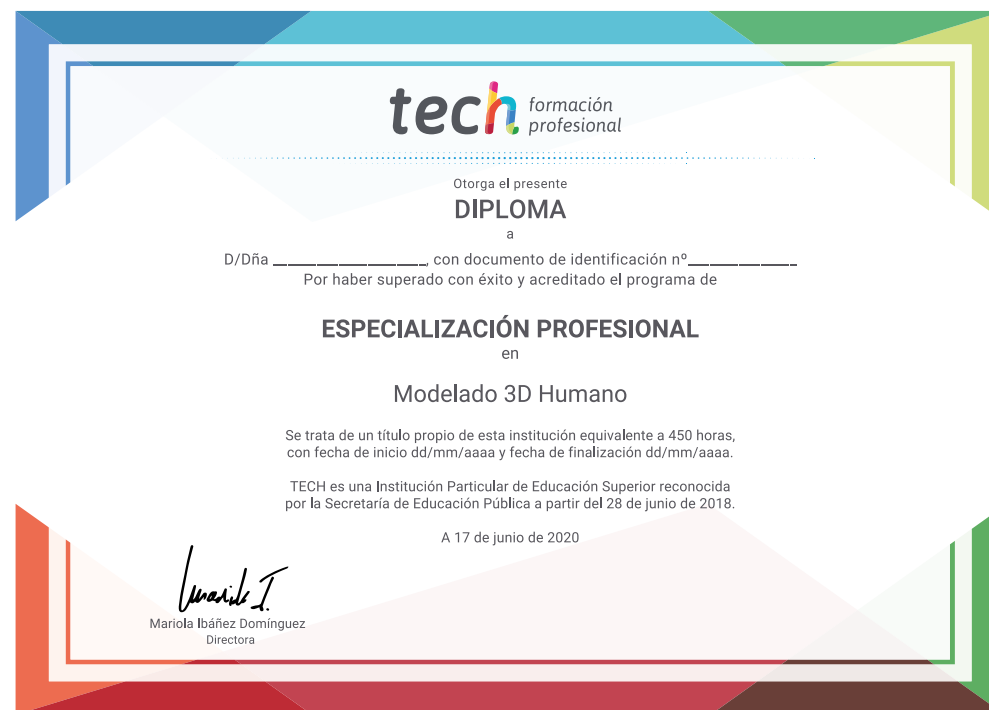 tech formación
profesional
Otorga el presente
DIPLOMA
a
D/Dña ____________________, con documento de identificación nº______________
Por haber superado con éxito y acreditado el programa de
ESPECIALIZACIÓN PROFESIONAL
en
Modelado 3D Humano
Se trata de un título propio de esta institución equivalente a 450 horas,
con fecha de inicio dd/mm/aaaa y fecha de finalización dd/mm/aaaa.
TECH es una Institución Particular de Educación Superior reconocida
por la Secretaría de Educación Pública a partir del 28 de junio de 2018.
A 17 de junio de 2020
Mariola Ibáñez Domínguez
Directora